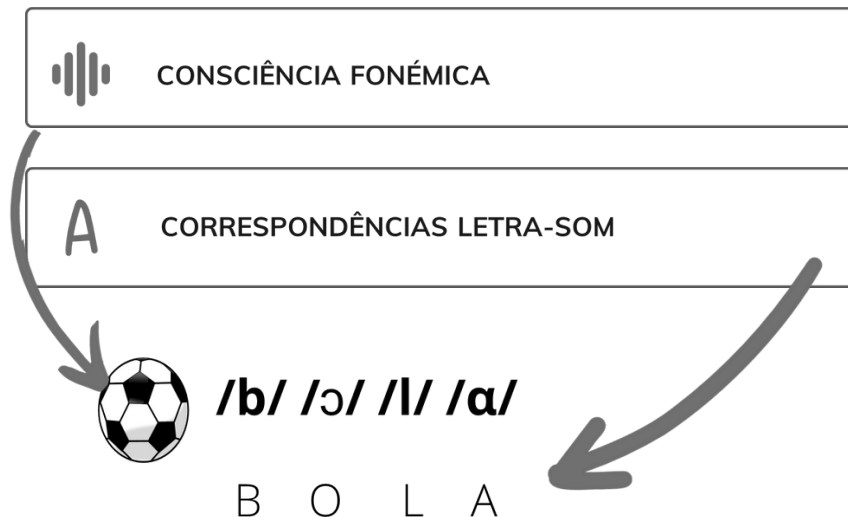 CONSCIÊNCIA FONÉMICA
A CORRESPONDÊNCIAS LETRA-SOM
/b/ /ɔ/ /l/ /ɑ/
B O L A